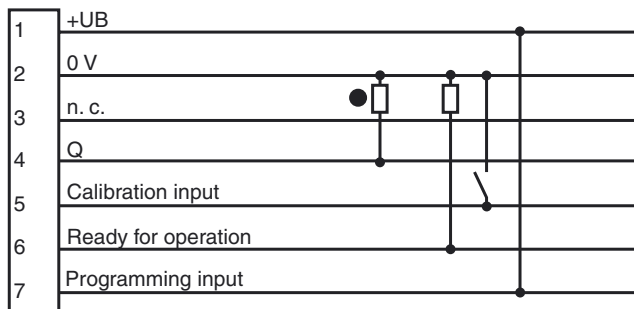 1 +UB
2 0 V
3 n. c.
4 Q
5 Calibration input
6 Ready for operation
7 Programming input